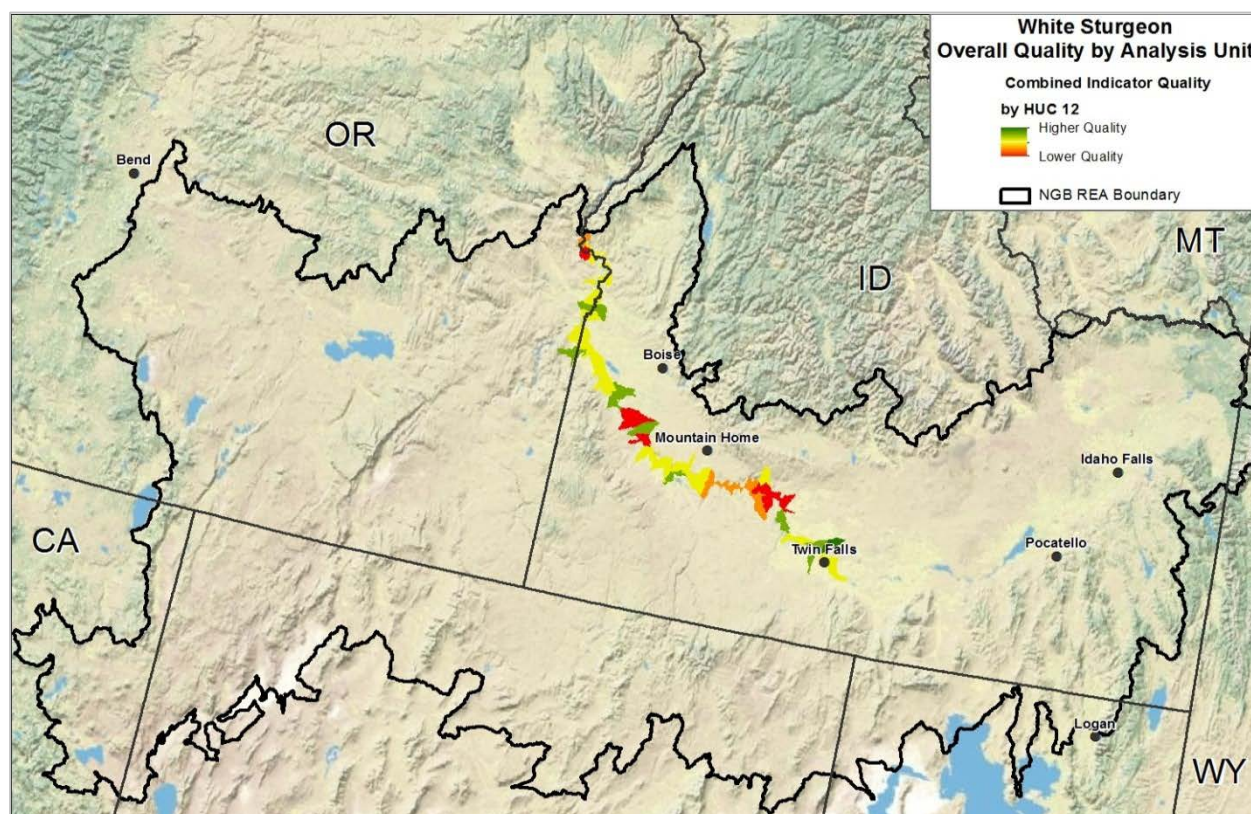 White Sturgeon
Overall Quality by Analysis Unit
Combined Indicator Quality
by HUC 12
Higher Quality
Lower Quality
NGB REA Boundary
OR
Bend
MT
ID
Boise
Mountain Home
Idaho Falls
CA
Twin Falls
Pocatello
Logan
WY